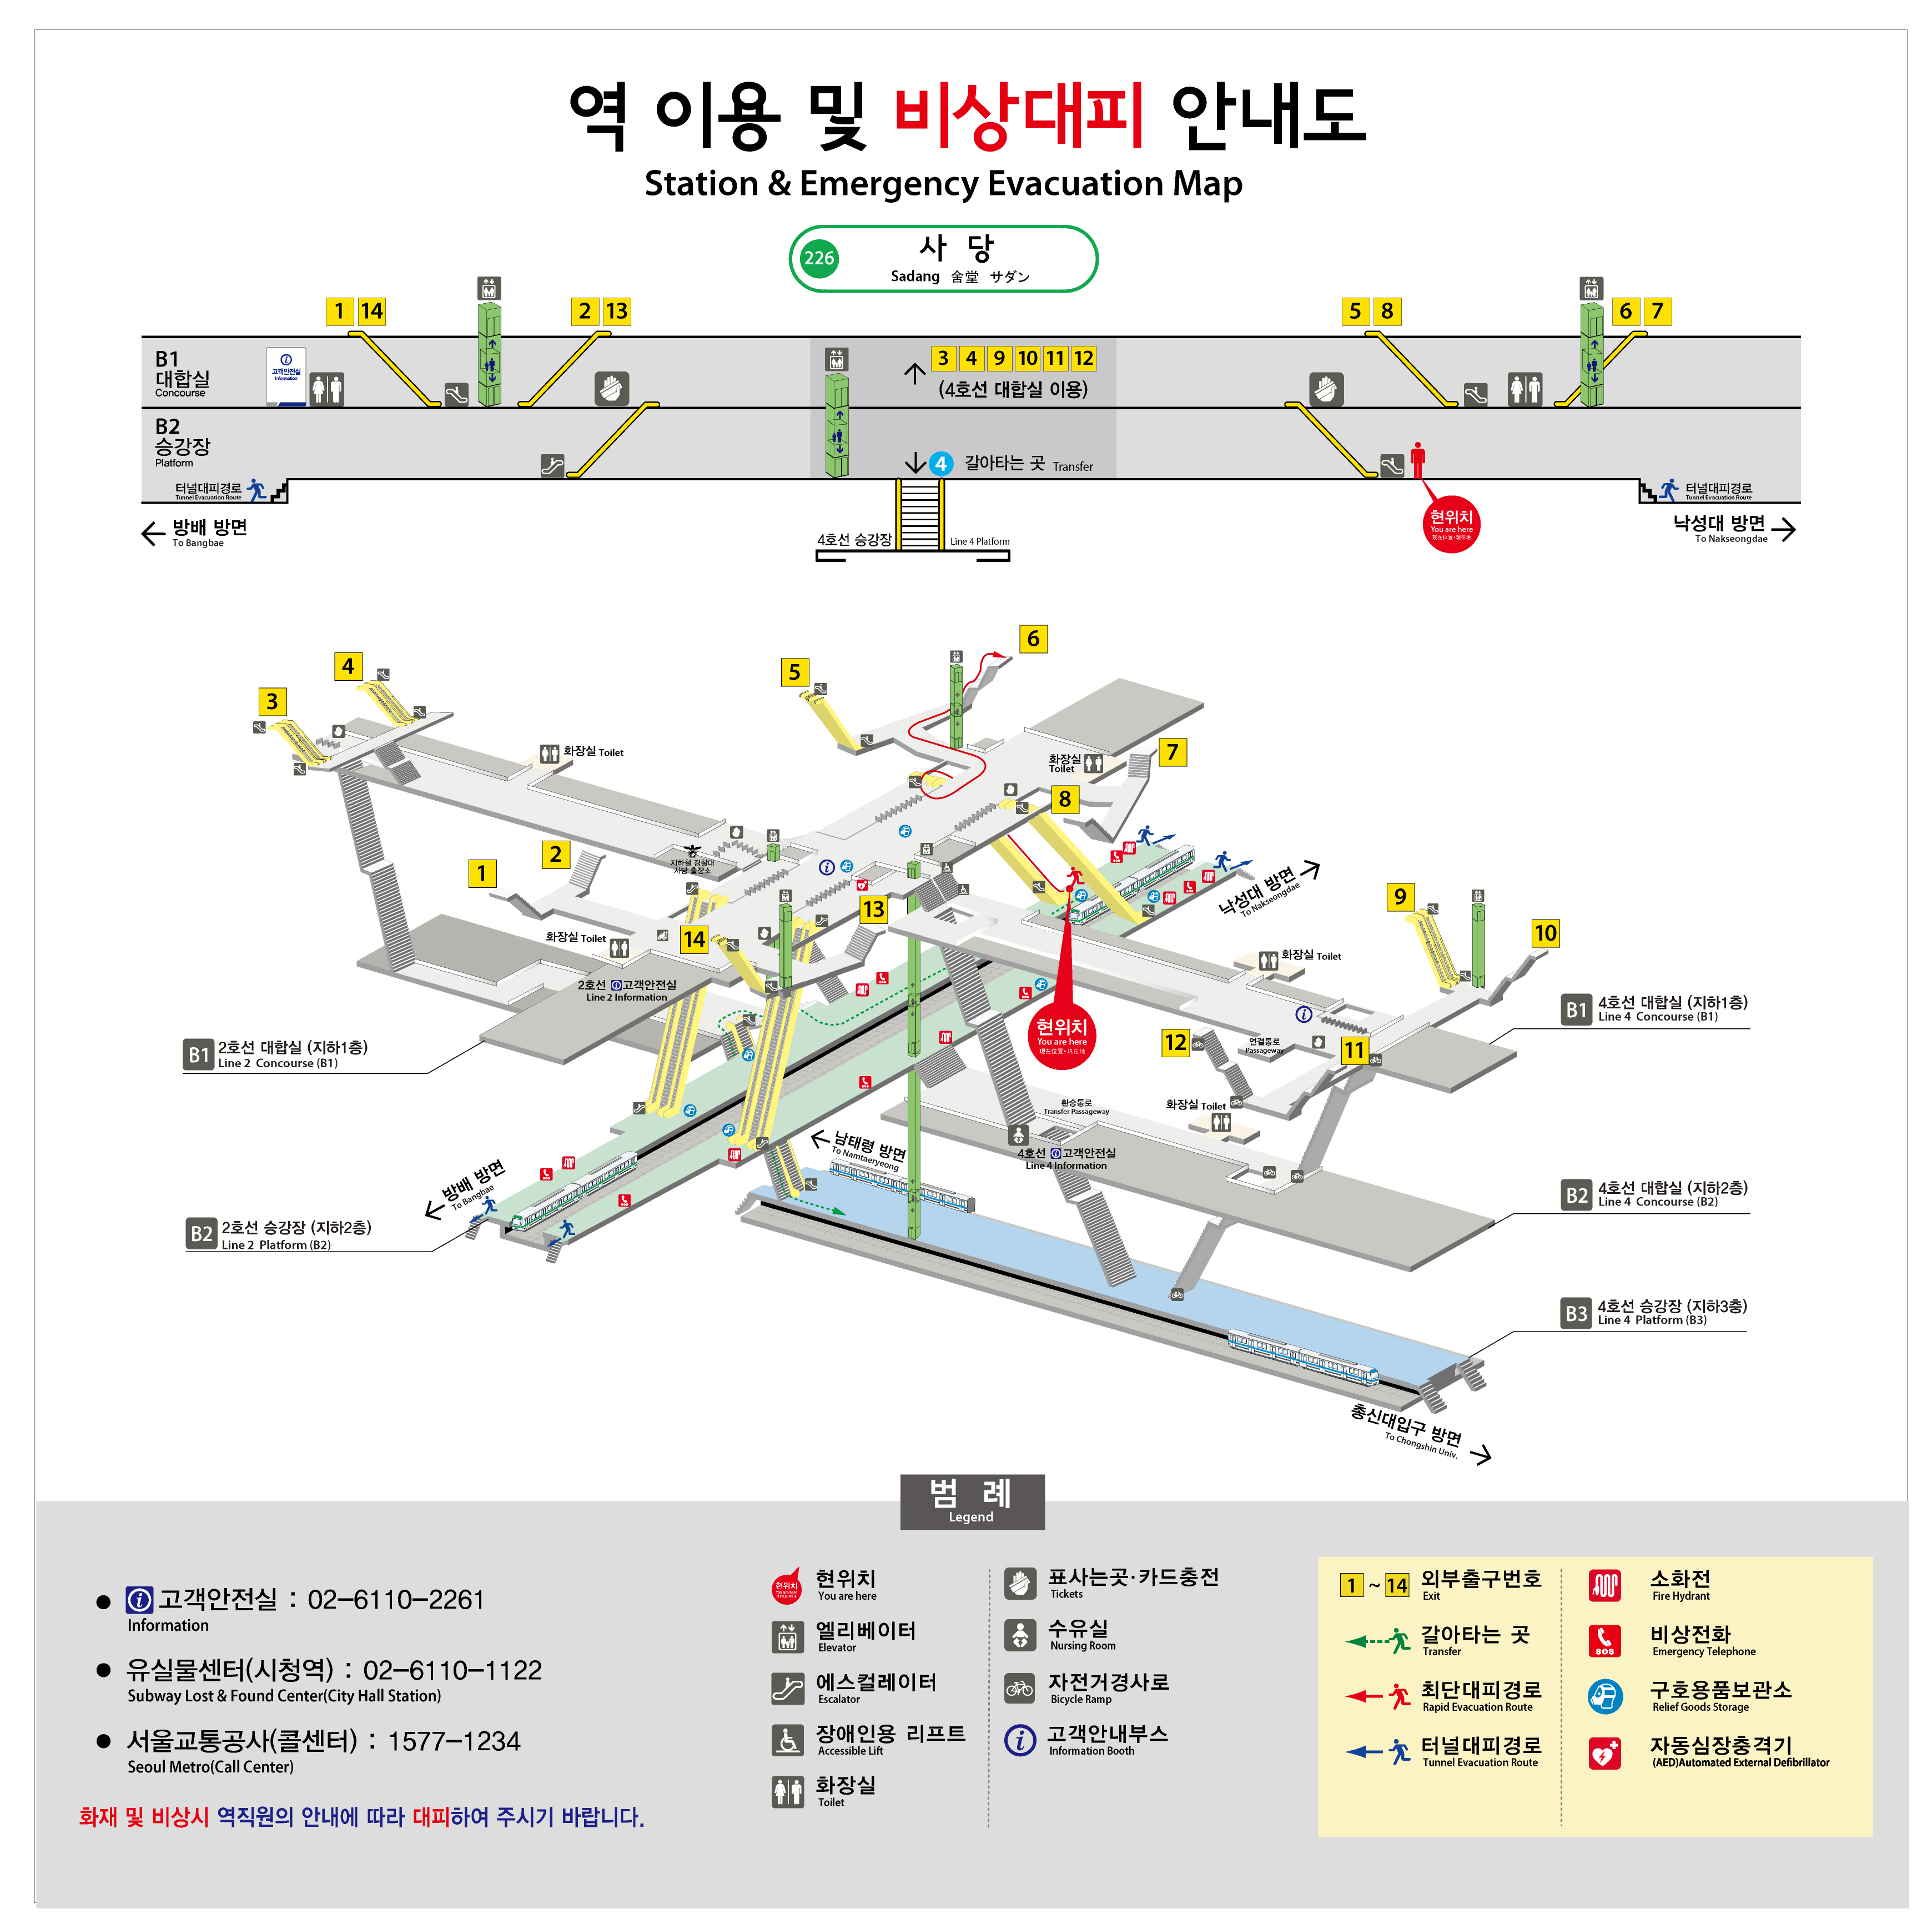 역 이용 및 비상대피 안내도
Station & Emergency Evacuation Map
226
사 당
Sadang 舍堂 サダン
1 14
2 13
5 8
6 7
B1
대합실
Concourse
고객안전실
Information
3 4 9 10 11 12
(4호선 대합실 이용)
B2
승강장
Platform
4 갈아타는 곳 Transfer
터널대피경로
Tunnel Evacuation Route
방배 방면
To Bangbae
4호선 승강장
Line 4 Platform
현위치
You are here
現在位置・現在地
터널대피경로
Tunnel Evacuation Route
낙성대 방면
To Nakseongdae
6
4
5
3
화장실 Toilet
7
화장실
Toilet
8
2
1
지하철 경찰대
사당 출장소
낙성대 방면
To Nakseongdae
9
13
14
10
화장실 Toilet
화장실 Toilet
2호선 고객안전실
Line 2 Information
B1 4호선 대합실 (지하1층)
Line 4 Concourse (B1)
현위치
You are here
現在位置・現在地
12
연결통로
Passageway
11
B1 2호선 대합실 (지하1층)
Line 2 Concourse (B1)
환승통로
Transfer Passageway
화장실 Toilet
남태령 방면
To Namtaeryeong
4호선 고객안전실
Line 4 Information
방배 방면
To Bangbae
B2 4호선 대합실 (지하2층)
Line 4 Concourse (B2)
B2 2호선 승강장 (지하2층)
Line 2 Platform (B2)
B3 4호선 승강장 (지하3층)
Line 4 Platform (B3)
총신대입구 방면
To Chongshin Univ.
범 례
Legend
● 고객안전실 : 02-6110-2261
Information
● 유실물센터(시청역) : 02-6110-1122
Subway Lost & Found Center(City Hall Station)
● 서울교통공사(콜센터) : 1577-1234
Seoul Metro(Call Center)
화재 및 비상시 역직원의 안내에 따라 대피하여 주시기 바랍니다.
현위치
You are here
엘리베이터
Elevator
에스컬레이터
Escalator
장애인용 리프트
Accessible Lift
화장실
Toilet
표사는곳·카드충전
Tickets
수유실
Nursing Room
자전거경사로
Bicycle Ramp
고객안내부스
Information Booth
1 ~ 14 외부출구번호
Exit
갈아타는 곳
Transfer
최단대피경로
Rapid Evacuation Route
터널대피경로
Tunnel Evacuation Route
소화전
Fire Hydrant
SOS
비상전화
Emergency Telephone
구호용품보관소
Relief Goods Storage
자동심장충격기
(AED)Automated External Defibrillator